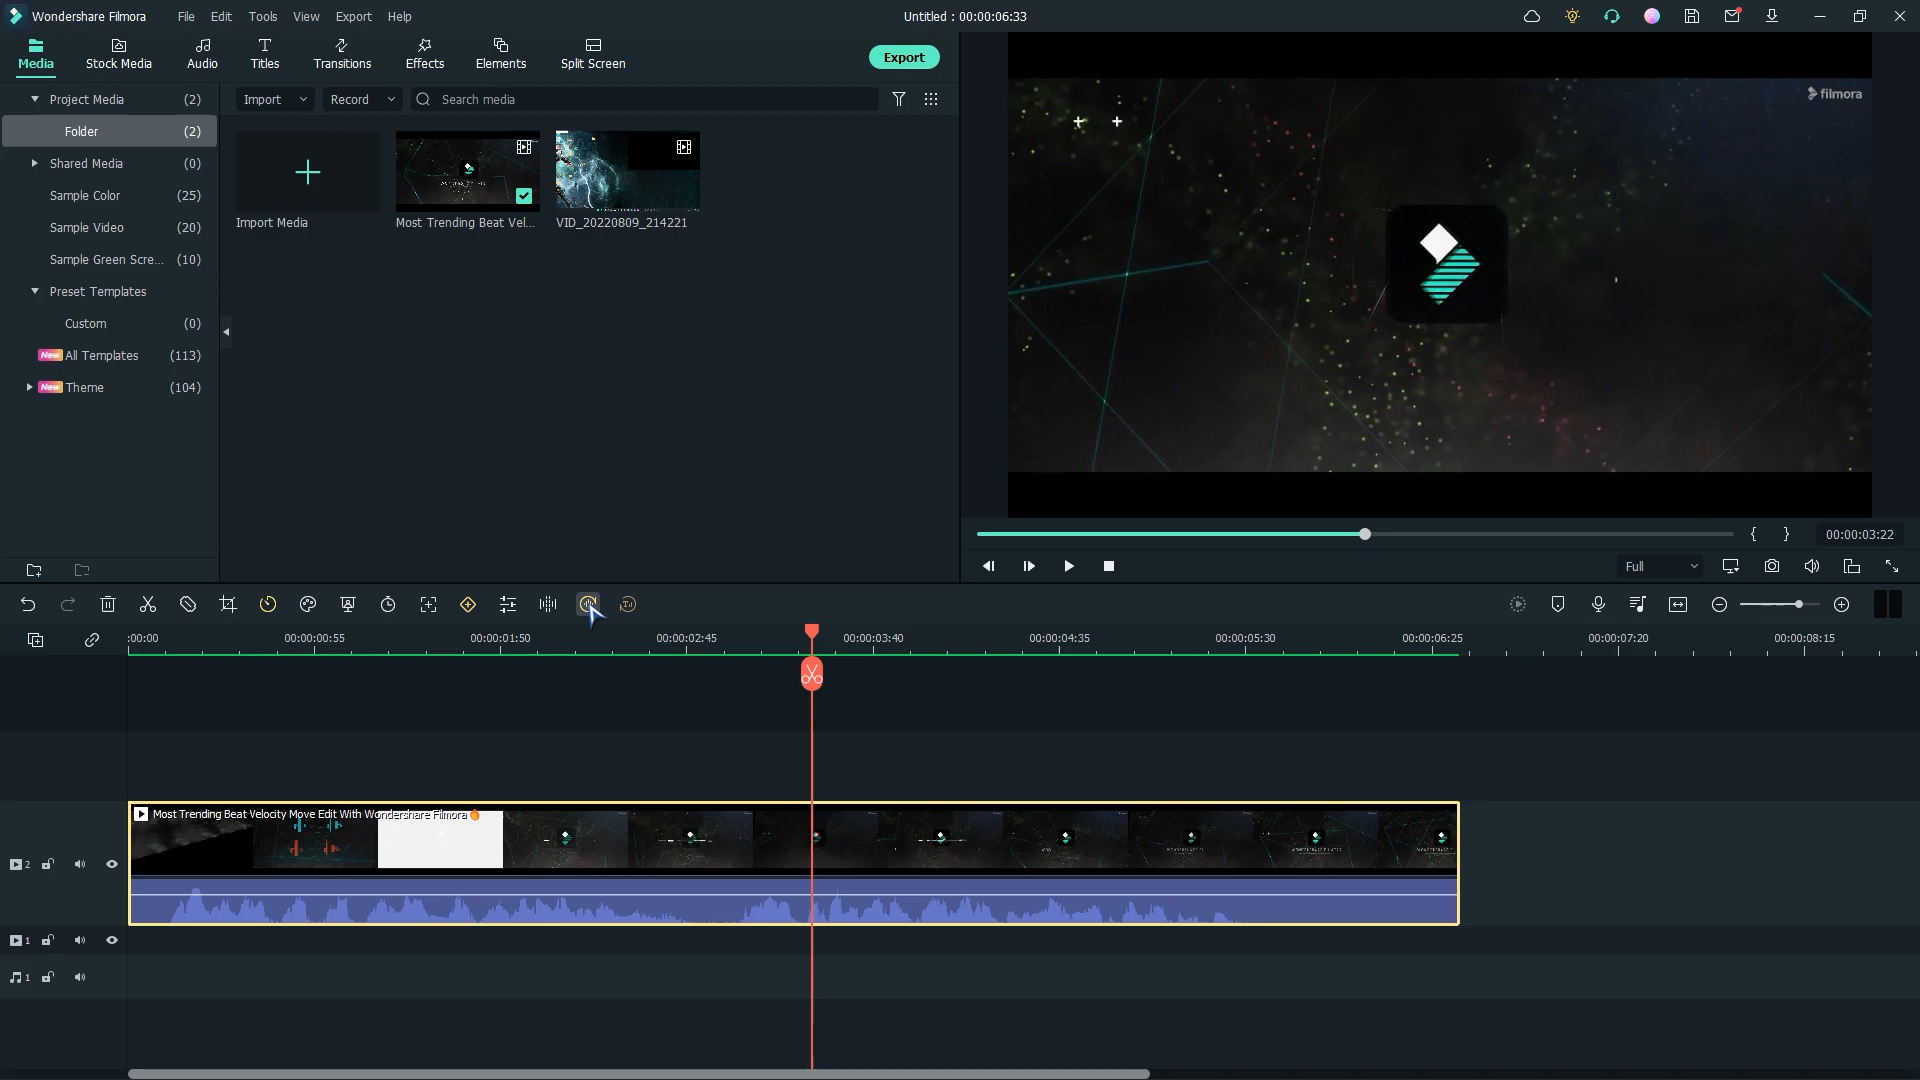 Wondershare Filmora File Edit Tools View Export Help Untitled : 00:00:06:33
Media Stock Media Audio Titles Transitions Effects Elements Split Screen Export
Project Media (2)
Folder (2)
Shared Media (0)
Sample Color (25)
Sample Video (20)
Sample Green Scre... (10)
Preset Templates
Custom (0)
New All Templates (113)
New Theme (104)
Import Record Search media
Import Media Most Trending Beat Vel... VID_20220809_214221
filmora
{ } 00:00:03:22
Full
:00:00 00:00:00:55 00:00:01:50 00:00:02:45 00:00:03:40 00:00:04:35 00:00:05:30 00:00:06:25 00:00:07:20 00:00:08:15
Most Trending Beat Velocity Move Edit With Wondershare Filmora🔥
2
1
1